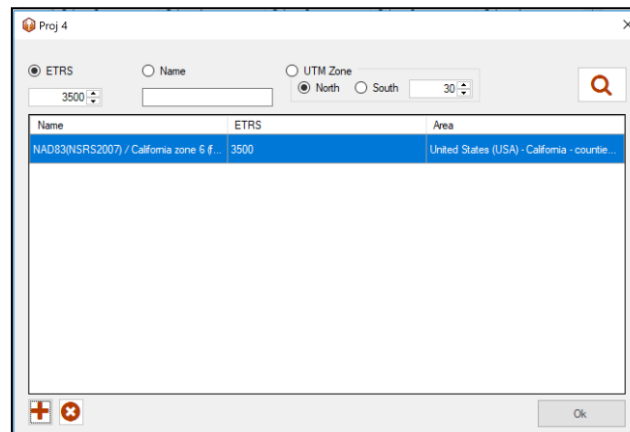 Proj 4
ETRS Name UTM Zone
3500 North South 30
Name ETRS Area
NAD83(NSRS2007) / California zone 6 (f... 3500 United States (USA) - California - countie...
Ok